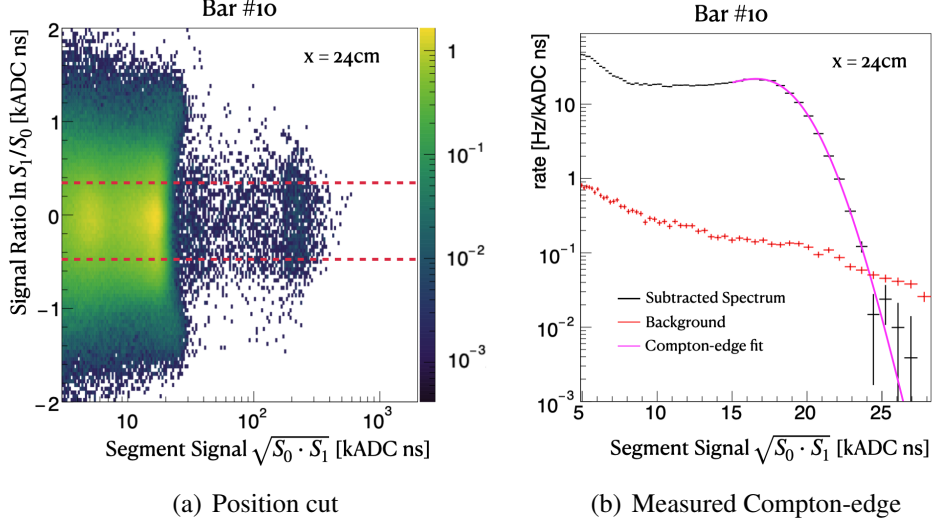 Bar #10
x = 24cm
Signal Ratio ln S₁/S₀ [kADC ns]
2
1
0
−1
−2
10
10²
10³
Segment Signal √S₀ · S₁ [kADC ns]
1
10⁻¹
10⁻²
10⁻³
(a) Position cut
Bar #10
x = 24cm
rate [Hz/kADC ns]
10
1
10⁻¹
10⁻²
10⁻³
Subtracted Spectrum
Background
Compton-edge fit
5
10
15
20
25
Segment Signal √S₀ · S₁ [kADC ns]
(b) Measured Compton-edge